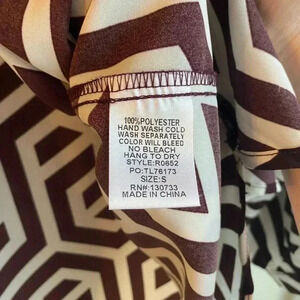 100%POLYESTER
HAND WASH COLD
WASH SEPARATELY
COLOR WILL BLEED
NO BLEACH
HANG TO DRY
STYLE:R0852
PO:TL76173
SIZE:S
RN#:130733
MADE IN CHINA